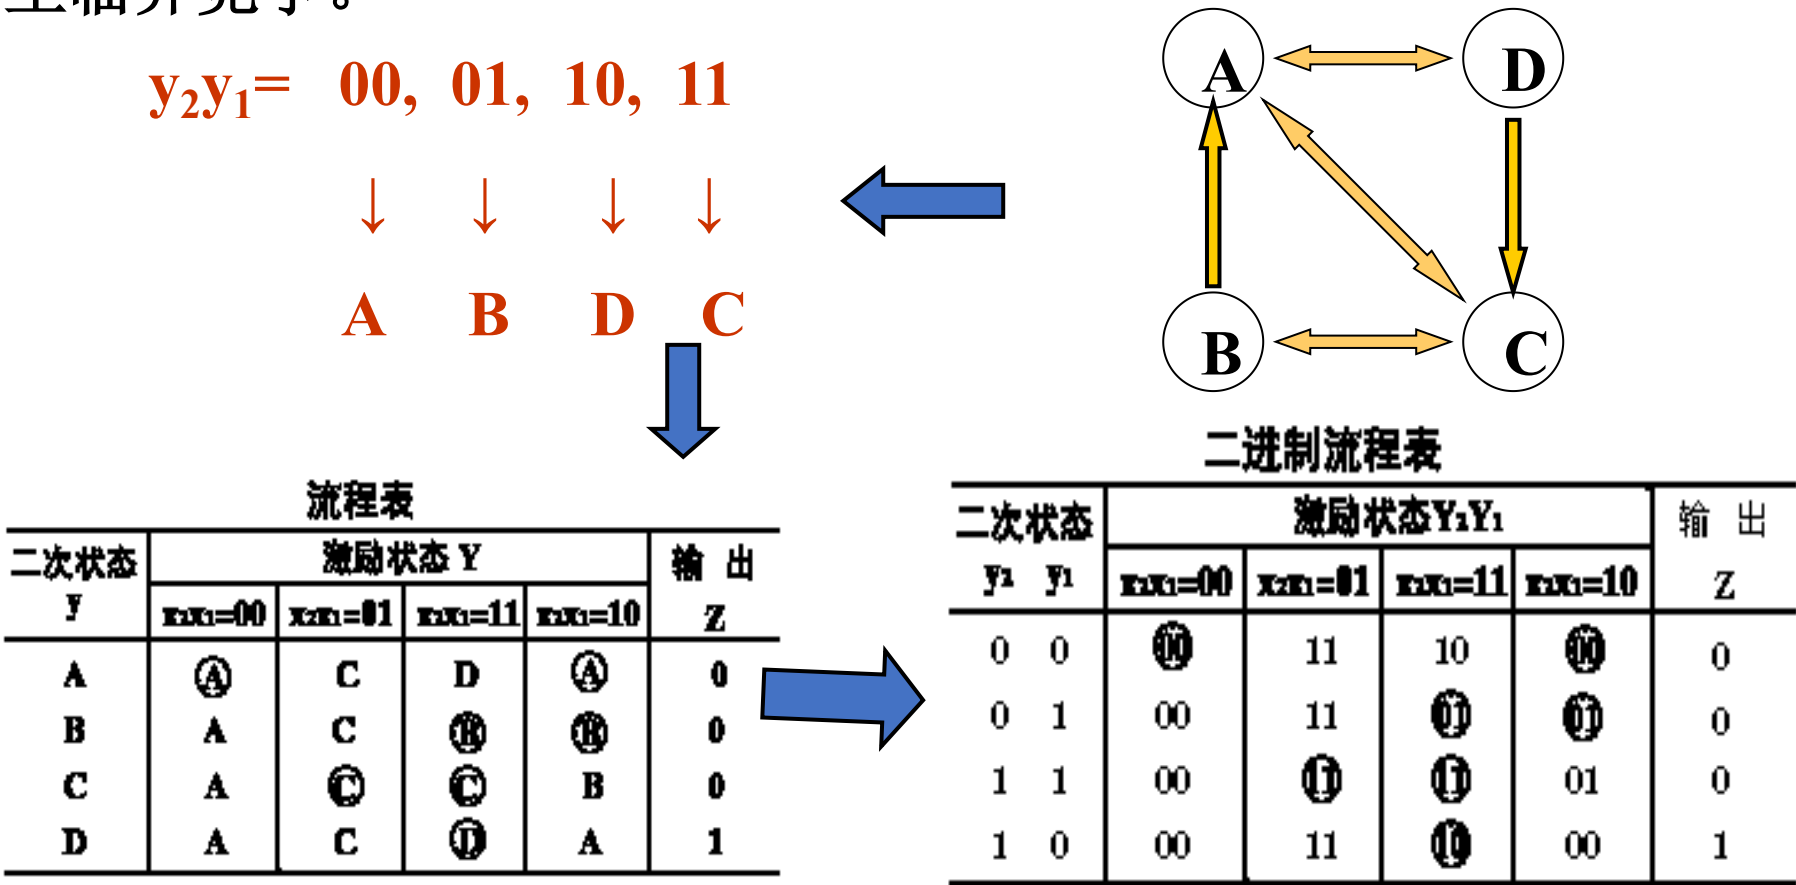 y₂y₁= 00, 01, 10, 11
↓ ↓ ↓ ↓
A B D C
A D
B C
流程表
二次状态 激励状态 Y 输 出
y x₂x₁=00 x₂x₁=01 x₂x₁=11 x₂x₁=10 Z
A Ⓐ C D Ⓐ 0
B A C Ⓑ Ⓑ 0
C A Ⓒ Ⓒ B 0
D A C Ⓓ A 1
二进制流程表
二次状态 激励状态Y₂Y₁ 输 出
y₂ y₁ x₂x₁=00 x₂x₁=01 x₂x₁=11 x₂x₁=10 Z
0 0 00 11 10 00 0
0 1 00 11 01 01 0
1 1 00 11 11 01 0
1 0 00 11 10 00 1